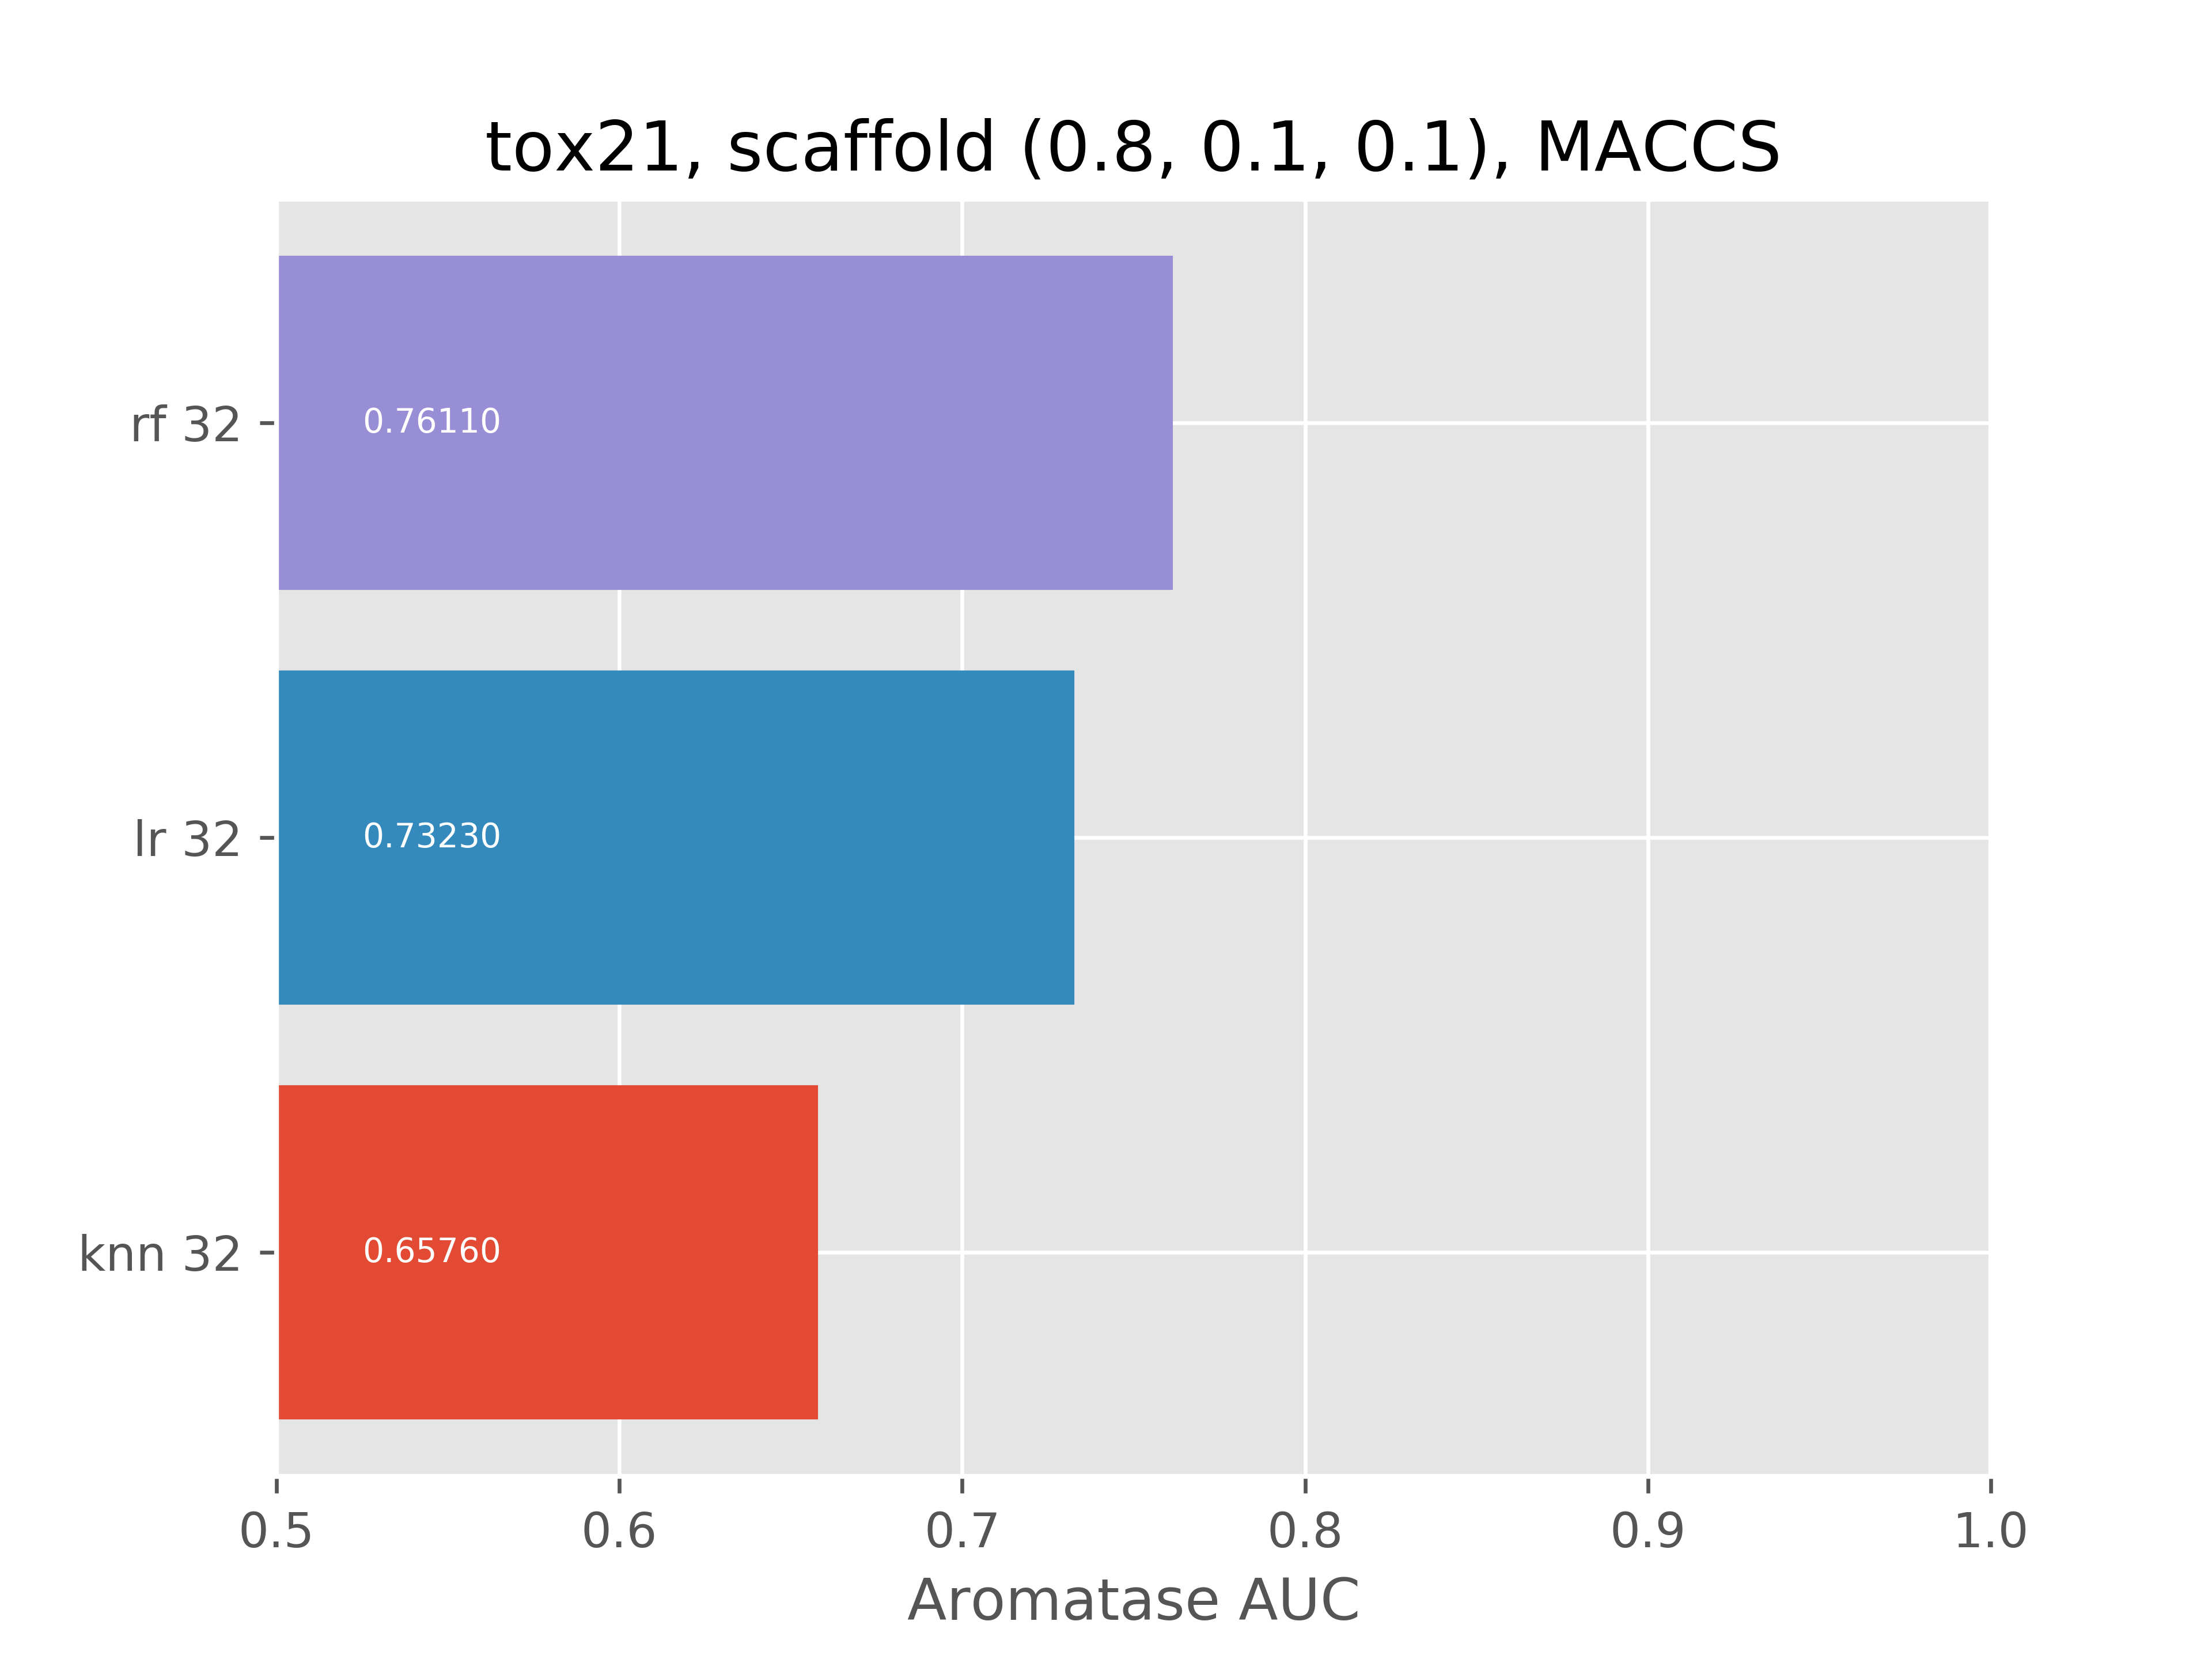 tox21, scaffold (0.8, 0.1, 0.1), MACCS
rf 32
0.76110
lr 32
0.73230
knn 32
0.65760
0.5 0.6 0.7 0.8 0.9 1.0
Aromatase AUC